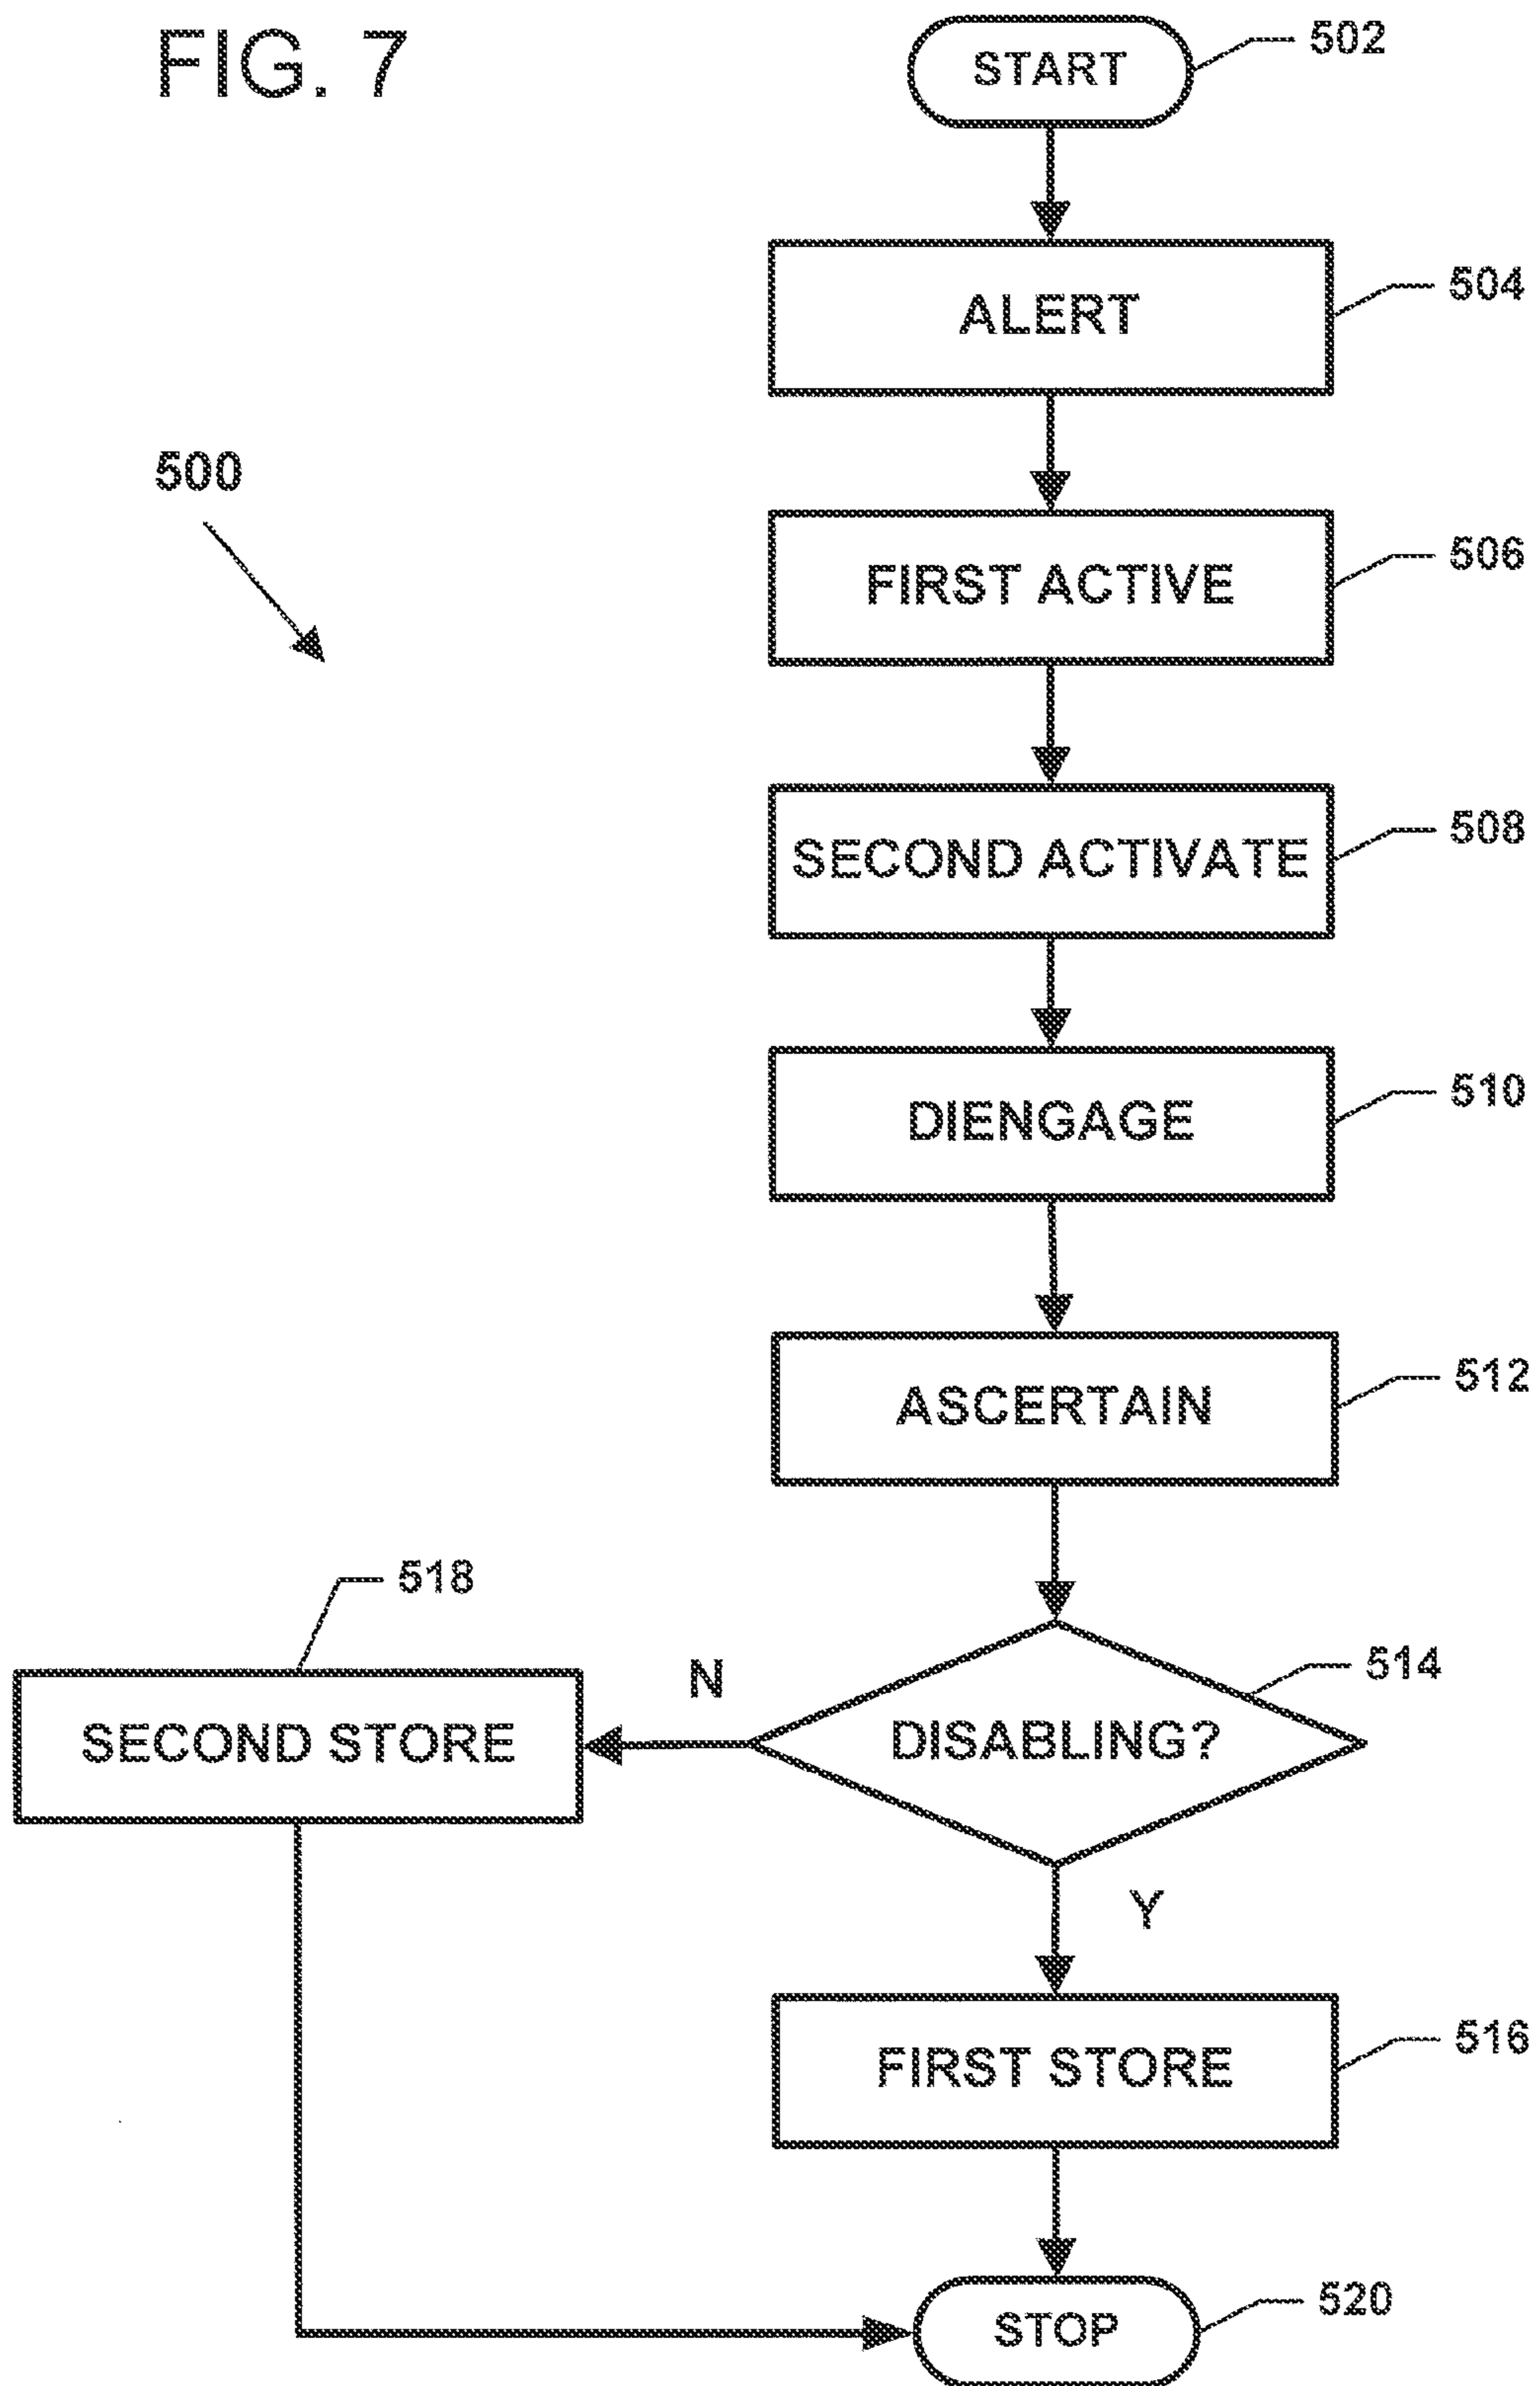 FIG. 7
START
502
ALERT
504
500
FIRST ACTIVE
506
SECOND ACTIVATE
508
DIENGAGE
510
ASCERTAIN
512
518
SECOND STORE
N
DISABLING?
514
Y
FIRST STORE
516
STOP
520